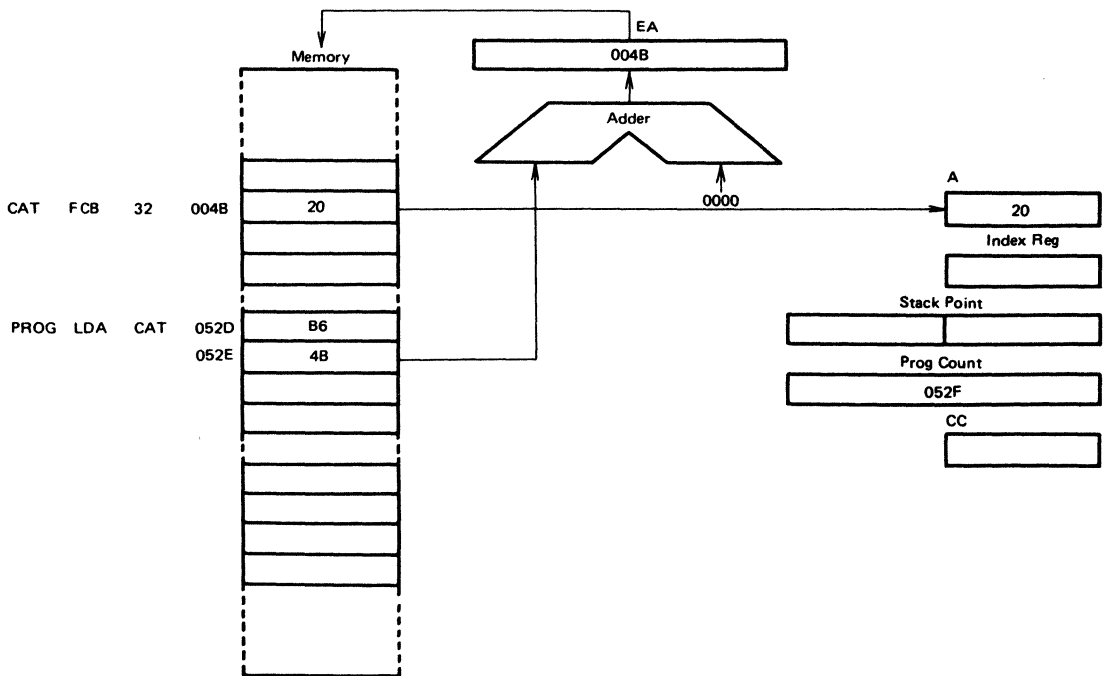 EA
004B
Memory
Adder
A
CAT FCB 32 004B 20
0000
20
Index Reg
Stack Point
PROG LDA CAT 052D B6
052E 4B
Prog Count
052F
CC